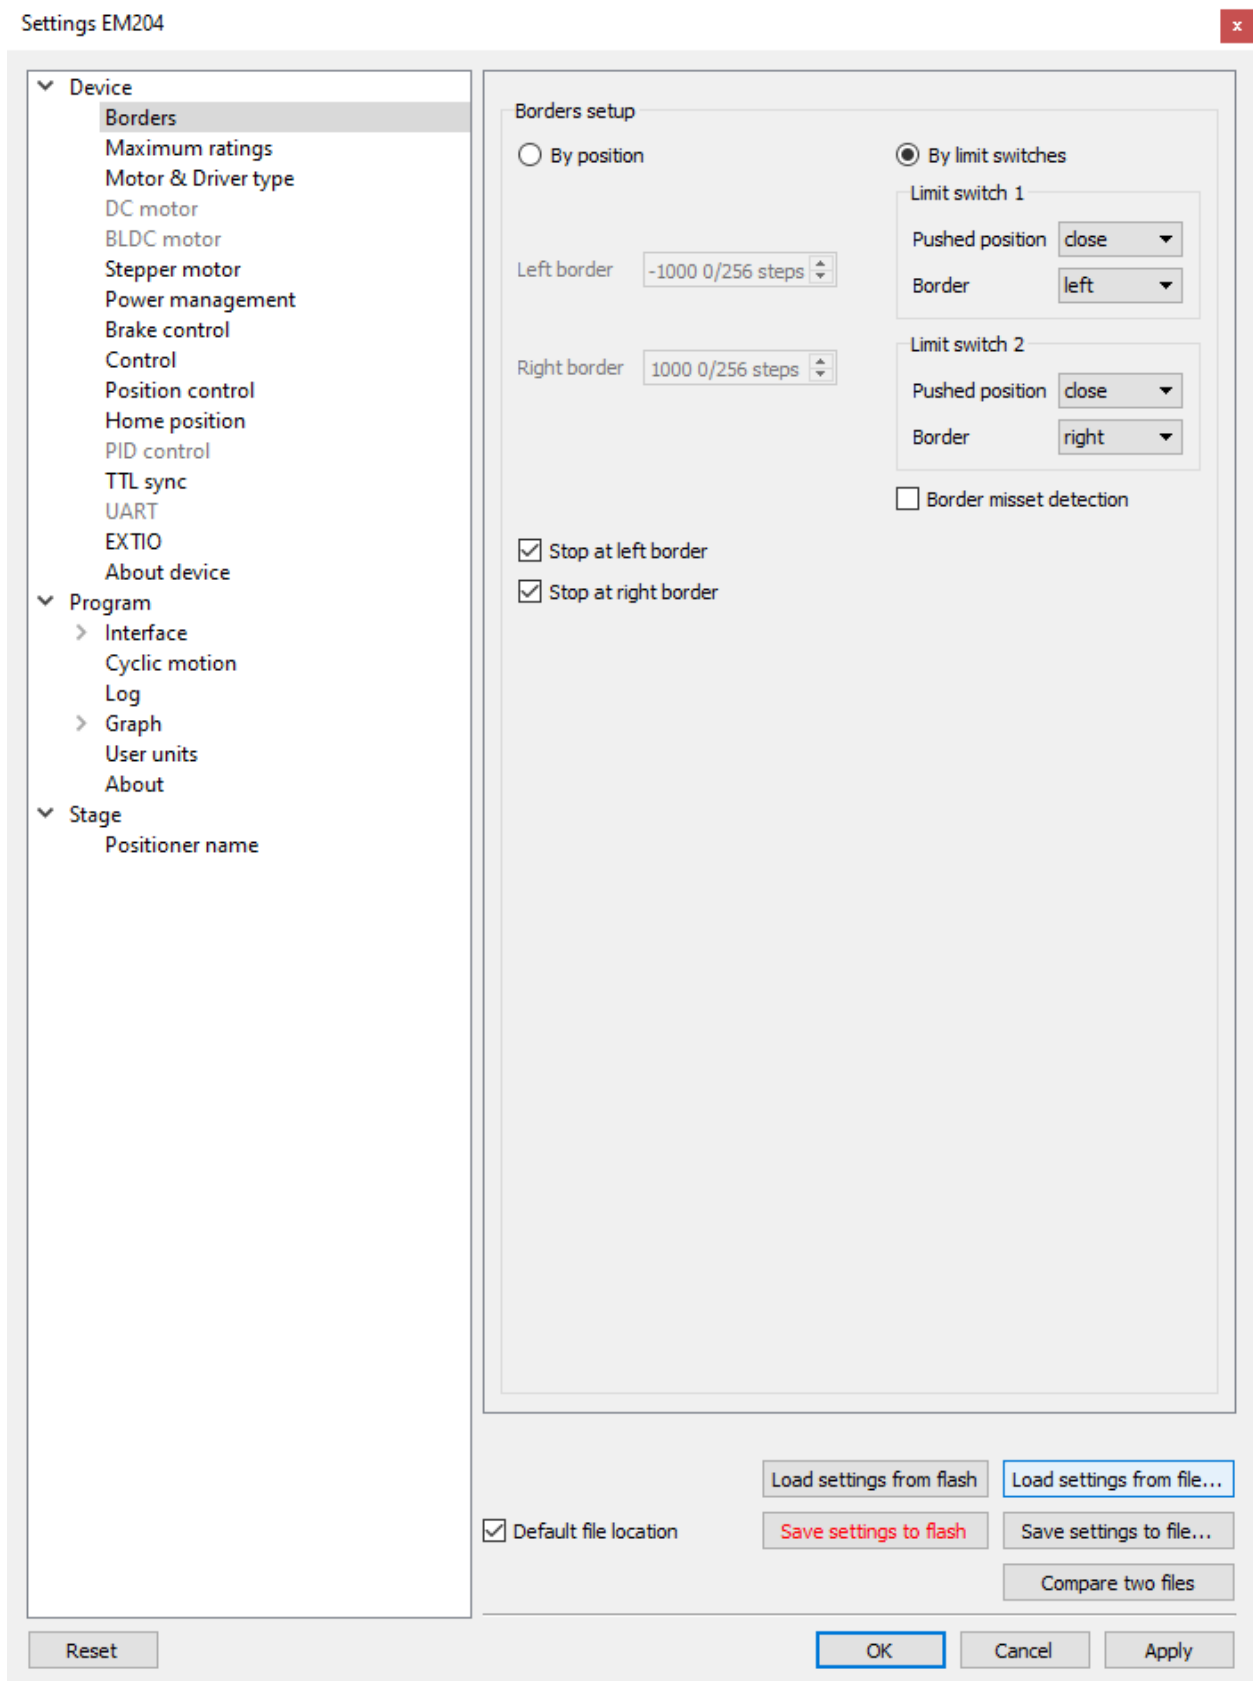 Settings EM204
x
Device
Borders
Maximum ratings
Motor & Driver type
DC motor
BLDC motor
Stepper motor
Power management
Brake control
Control
Position control
Home position
PID control
TTL sync
UART
EXTIO
About device
Program
Interface
Cyclic motion
Log
Graph
User units
About
Stage
Positioner name
Borders setup
By position
By limit switches
Limit switch 1
Pushed position close
Left border -1000 0/256 steps
Border left
Limit switch 2
Right border 1000 0/256 steps
Pushed position close
Border right
Border misset detection
Stop at left border
Stop at right border
Load settings from flash Load settings from file...
Default file location Save settings to flash Save settings to file...
Compare two files
Reset OK Cancel Apply